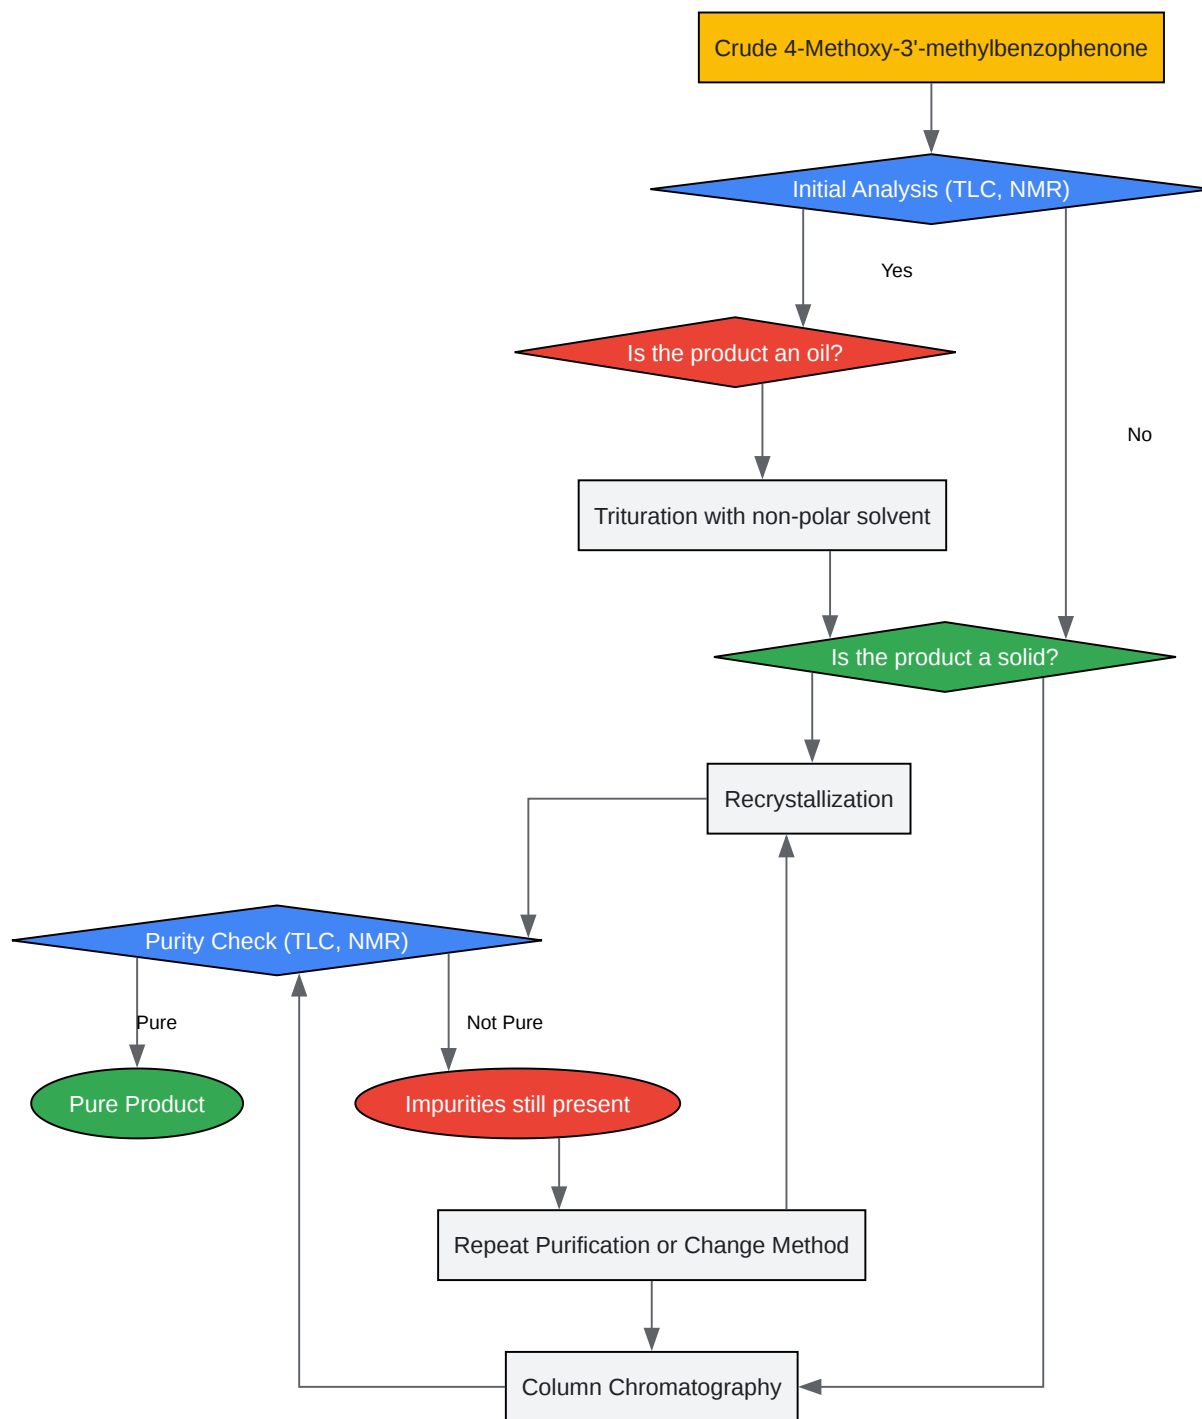 Crude 4-Methoxy-3'-methylbenzophenone
Initial Analysis (TLC, NMR)
Yes
Is the product an oil?
No
Trituration with non-polar solvent
Is the product a solid?
Recrystallization
Purity Check (TLC, NMR)
Pure
Not Pure
Pure Product
Impurities still present
Repeat Purification or Change Method
Column Chromatography